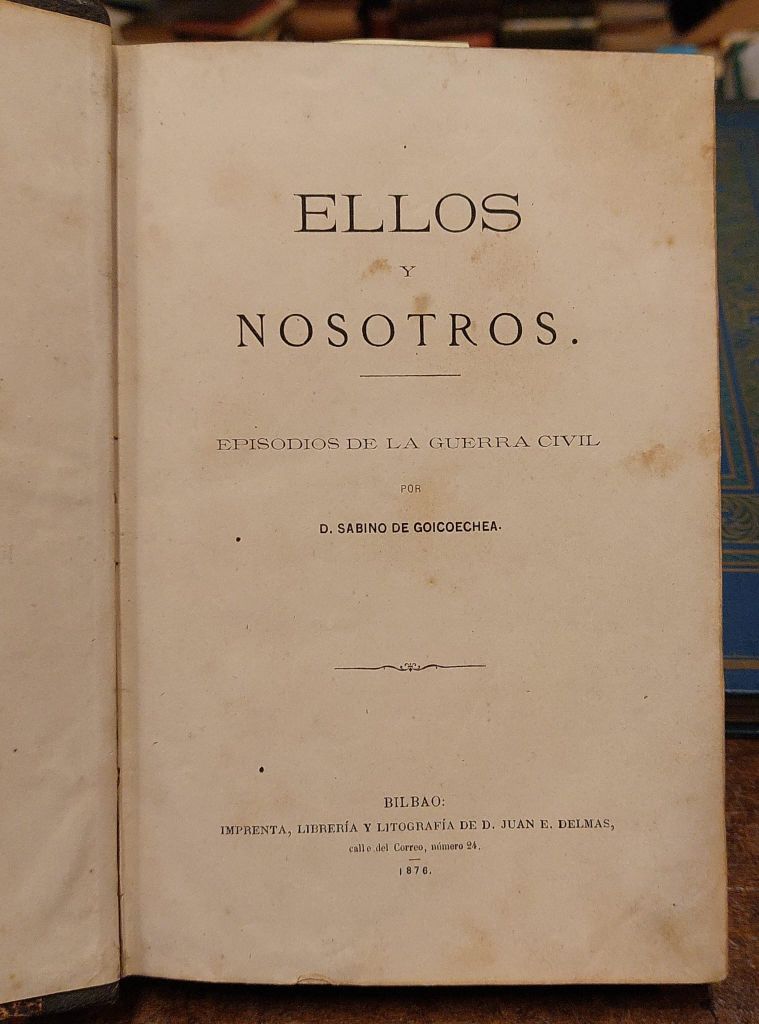 ELLOS
Y
NOSOTROS.
EPISODIOS DE LA GUERRA CIVIL
POR
D. SABINO DE GOICOECHEA.
BILBAO:
IMPRENTA, LIBRERÍA Y LITOGRAFÍA DE D. JUAN E. DELMAS,
calle del Correo, número 24.
1876.